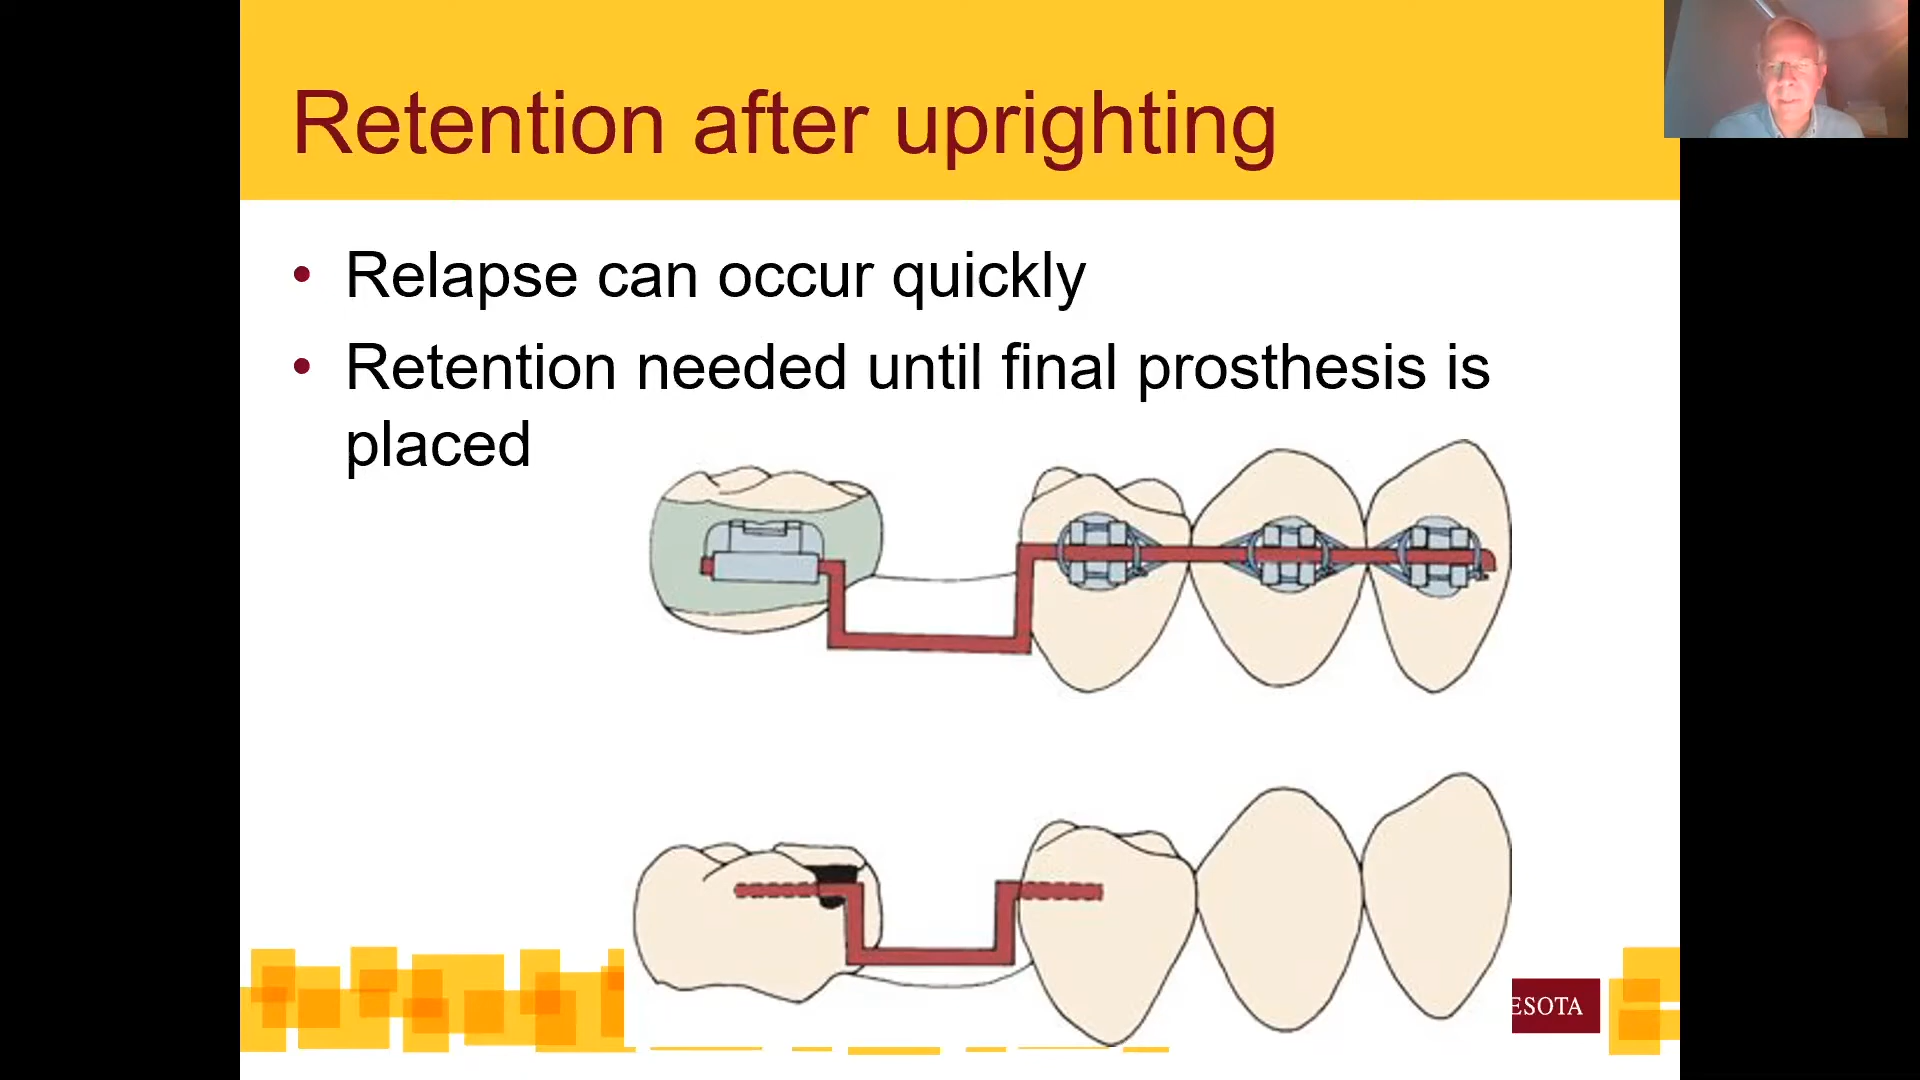 Retention after uprighting
• Relapse can occur quickly
• Retention needed until final prosthesis is
placed
ESOTA